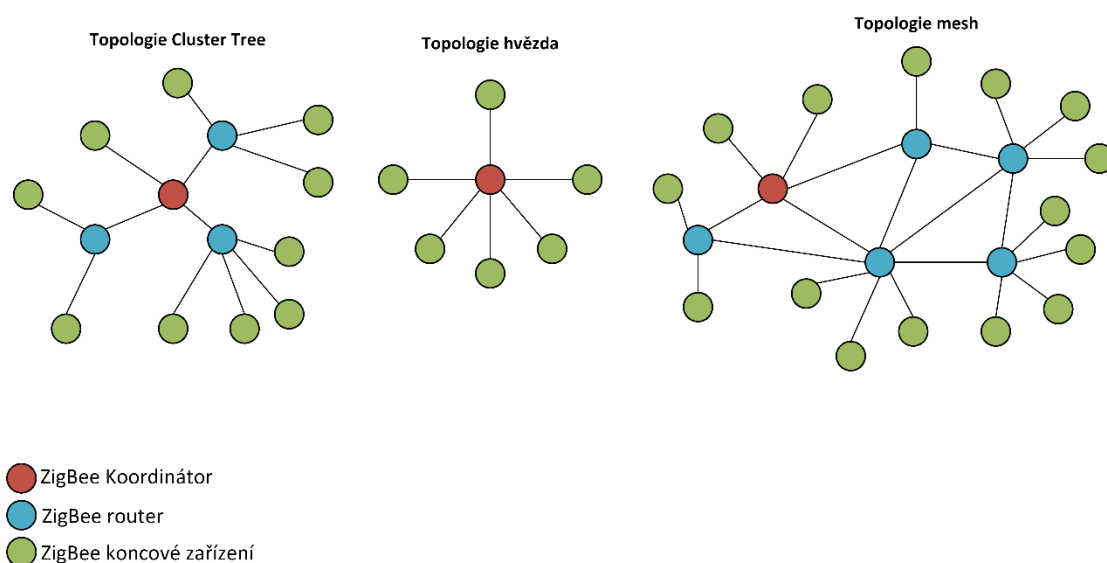 Topologie Cluster Tree
Topologie hvězda
Topologie mesh
ZigBee Koordinátor
ZigBee router
ZigBee koncové zařízení